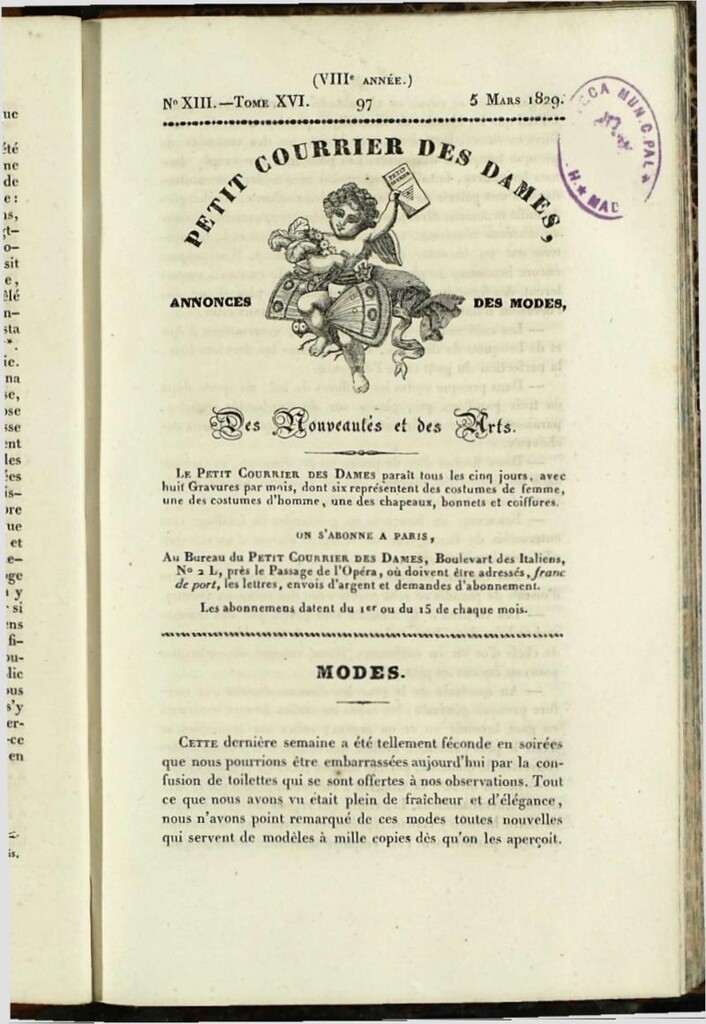 (VIIIe ANNÉE.)
No XIII.—TOME XVI. 97 5 MARS 1829.
PETIT COURRIER DES DAMES,
PETIT
ANNONCES DES MODES,
Des Nouveautés et des Arts.
LE PETIT COURRIER DES DAMES paraît tous les cinq jours, avec
huit Gravures par mois, dont six représentent des costumes de femme,
une des costumes d'homme, une des chapeaux, bonnets et coiffures.
ON S'ABONNE A PARIS,
Au Bureau du PETIT COURRIER DES DAMES, Boulevart des Italiens,
No 2 L, près le Passage de l'Opéra, où doivent être adressés, franc
de port, les lettres, envois d'argent et demandes d'abonnement.
Les abonnemens datent du 1er ou du 15 de chaque mois.
MODES.
CETTE dernière semaine a été tellement féconde en soirées
que nous pourrions être embarrassées aujourd'hui par la con-
fusion de toilettes qui se sont offertes à nos observations. Tout
ce que nous avons vu était plein de fraîcheur et d'élégance,
nous n'avons point remarqué de ces modes toutes nouvelles
qui servent de modèles à mille copies dès qu'on les aperçoit.